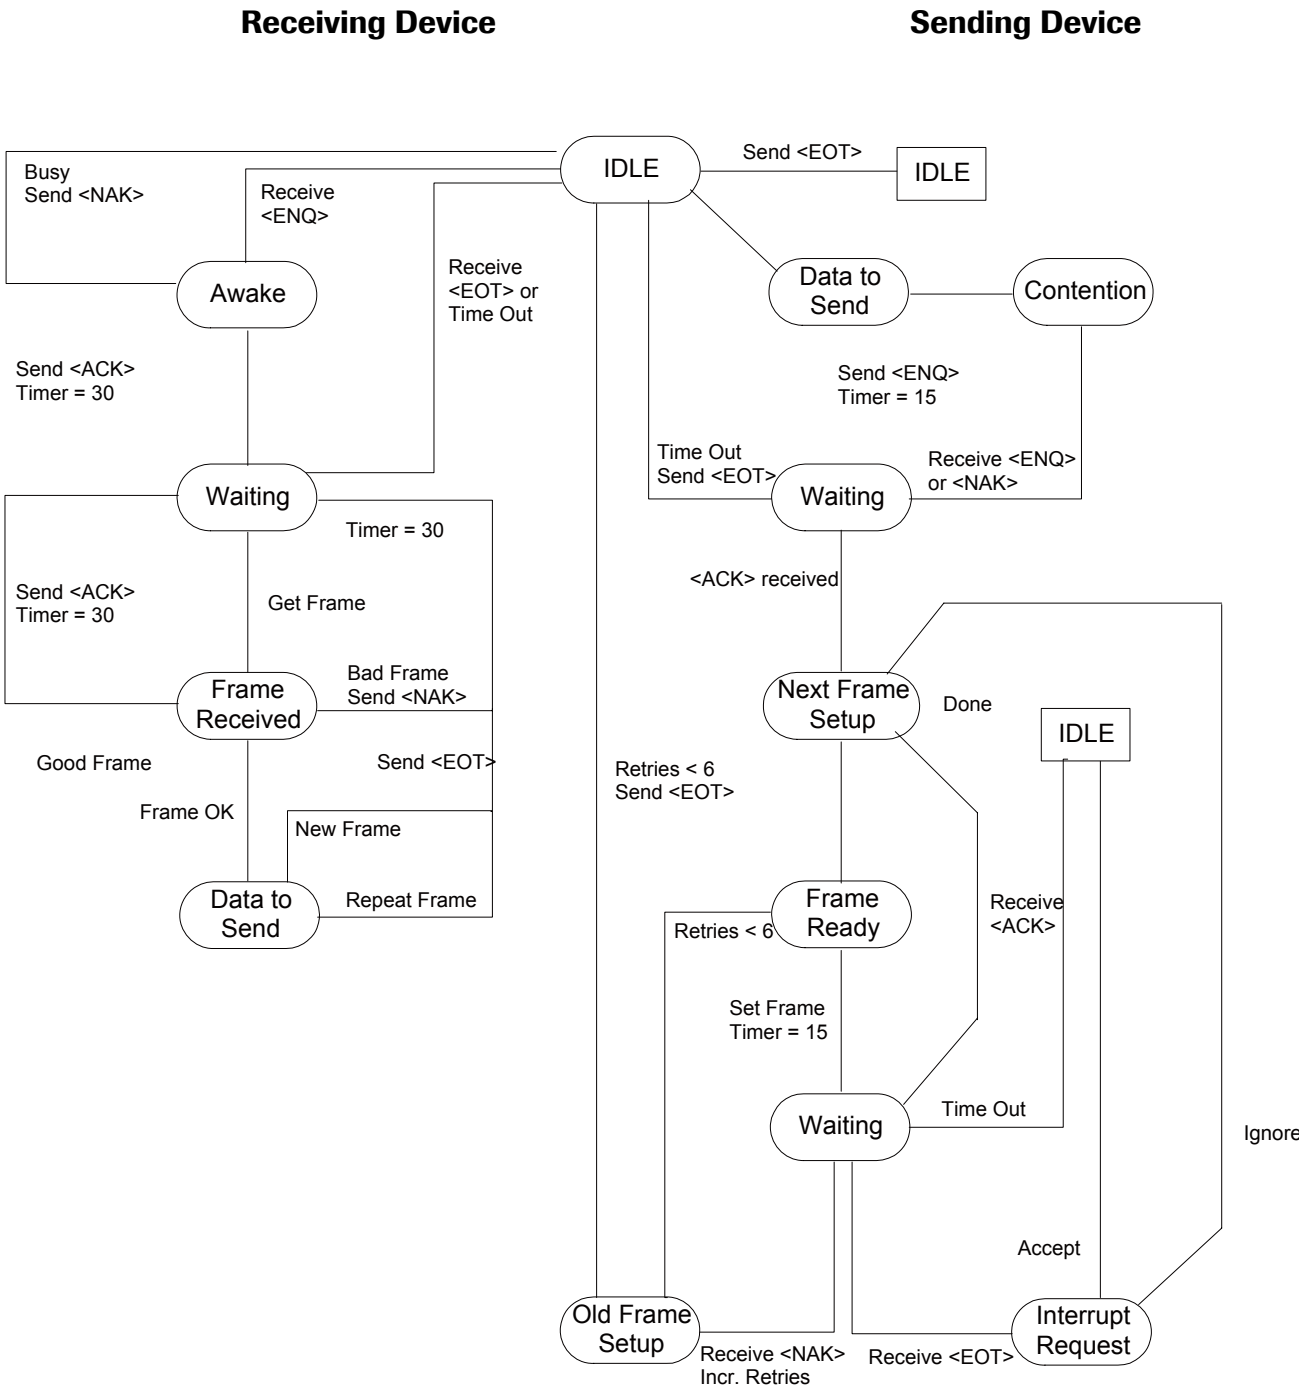 Receiving Device
Sending Device
IDLE
Send <EOT>
IDLE
Busy
Send <NAK>
Receive
<ENQ>
Receive
<EOT> or
Time Out
Awake
Data to
Send
Contention
Send <ACK>
Timer = 30
Send <ENQ>
Timer = 15
Time Out
Send <EOT>
Receive <ENQ>
or <NAK>
Waiting
Waiting
Timer = 30
<ACK> received
Send <ACK>
Timer = 30
Get Frame
Frame
Received
Bad Frame
Send <NAK>
Next Frame
Setup
Done
IDLE
Good Frame
Send <EOT>
Retries < 6
Send <EOT>
Frame OK
New Frame
Data to
Send
Repeat Frame
Frame
Ready
Retries < 6
Receive
<ACK>
Set Frame
Timer = 15
Waiting
Time Out
Ignore
Accept
Old Frame
Setup
Interrupt
Request
Receive <NAK>
Incr. Retries
Receive <EOT>